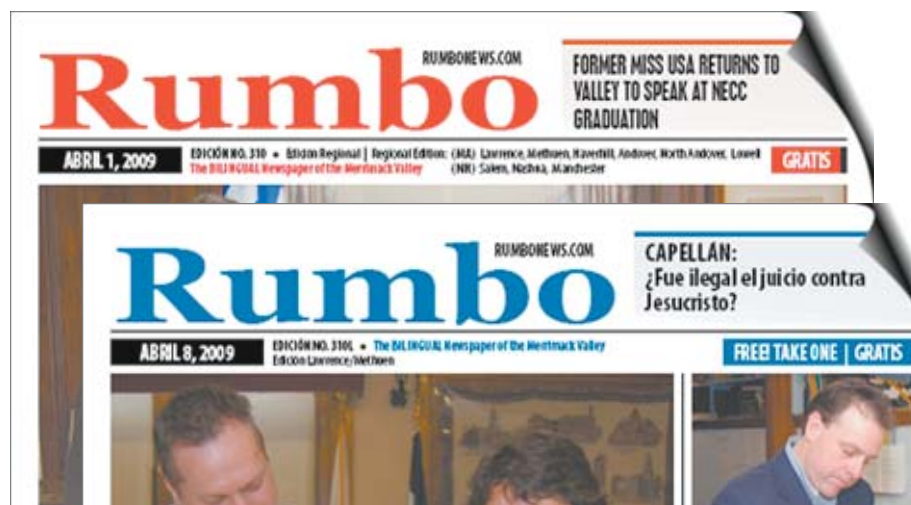 RUMBONEWS.COM
Rumbo
FORMER MISS USA RETURNS TO
VALLEY TO SPEAK AT NECC
GRADUATION
ABRIL 1, 2009
EDICIÓN NO. 310 • Edición Regional | Regional Edition: (MA) Lawrence, Methuen, Haverhill, Andover, North Andover, Lowell
The BILINGUAL Newspaper of the Merrimack Valley (NH) Salem, Nashua, Manchester
GRATIS
RUMBONEWS.COM
Rumbo
CAPELLÁN:
¿Fue ilegal el juicio contra
Jesucristo?
ABRIL 8, 2009
EDICIÓN NO. 310L • The BILINGUAL Newspaper of the Merrimack Valley
Edición Lawrence/Methuen
FREE! TAKE ONE | GRATIS